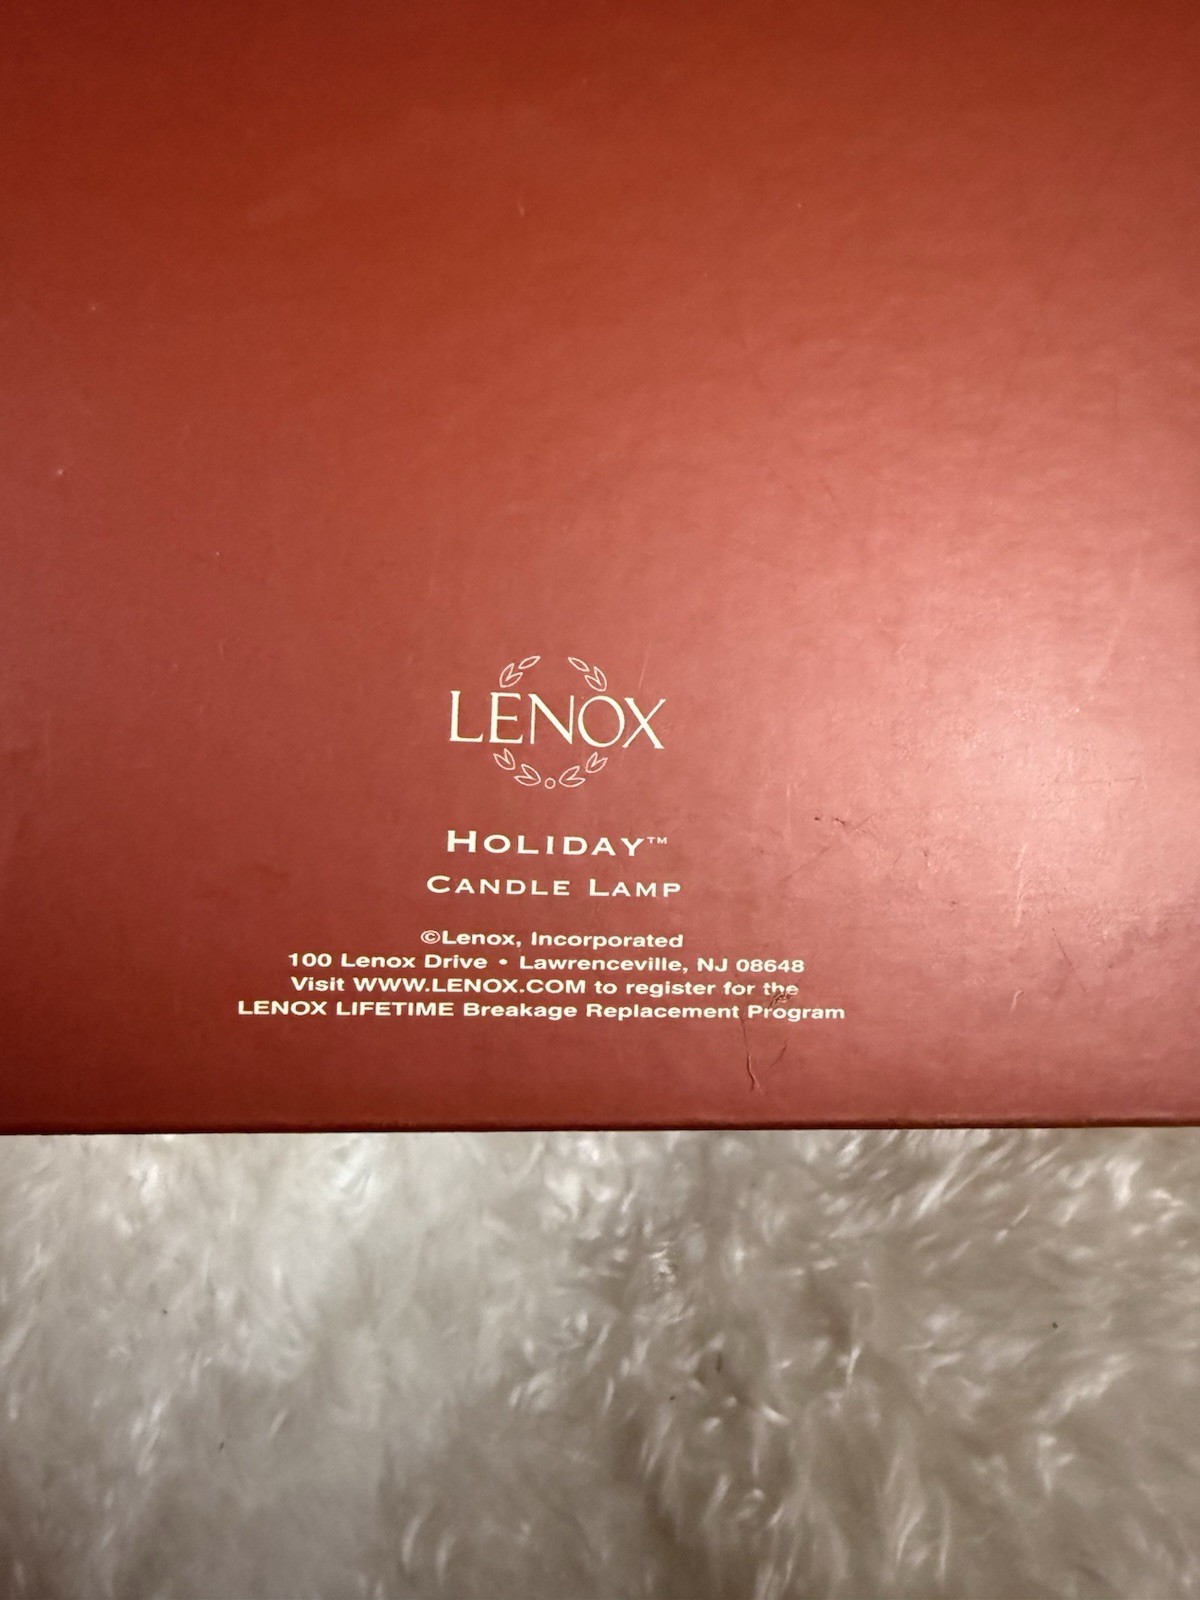 LENOX
HOLIDAY™
CANDLE LAMP
©Lenox, Incorporated
100 Lenox Drive • Lawrenceville, NJ 08648
Visit WWW.LENOX.COM to register for the
LENOX LIFETIME Breakage Replacement Program